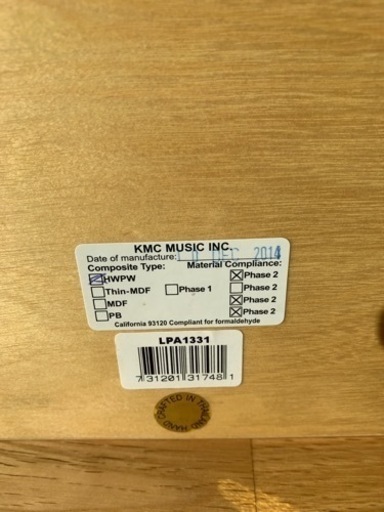 KMC MUSIC INC.
Date of manufacture: 10 DEC 2014
Composite Type: Material Compliance:
HWPW Phase 2
Thin-MDF Phase 1 Phase 2
MDF Phase 2
PB Phase 2
California 93120 Compliant for formaldehyde
LPA1331
7 31201 31748 1
HAND CRAFTED IN THAILAND